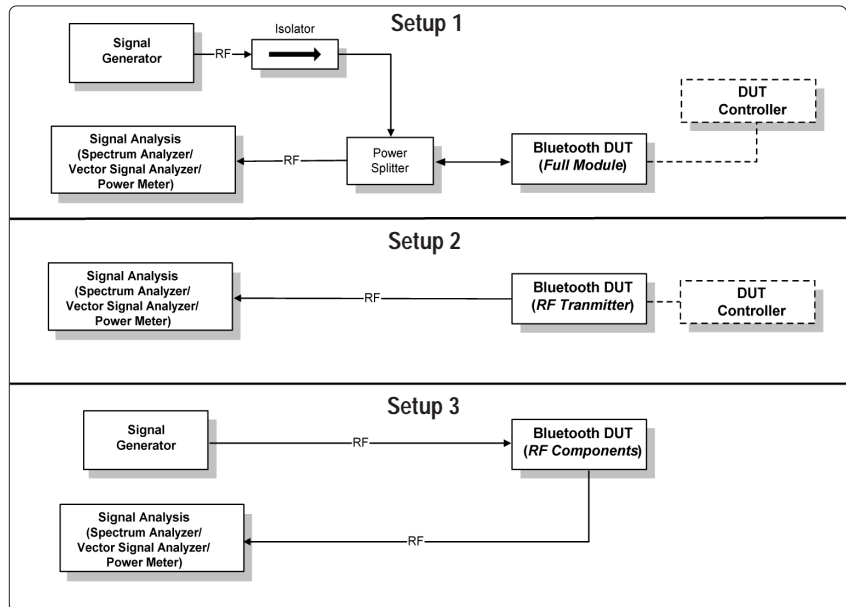 Setup 1
Signal
Generator
RF
Isolator
DUT
Controller
Signal Analysis
(Spectrum Analyzer/
Vector Signal Analyzer/
Power Meter)
RF
Power
Splitter
Bluetooth DUT
(Full Module)
Setup 2
Signal Analysis
(Spectrum Analyzer/
Vector Signal Analyzer/
Power Meter)
RF
Bluetooth DUT
(RF Tranmitter)
DUT
Controller
Setup 3
Signal
Generator
RF
Bluetooth DUT
(RF Components)
Signal Analysis
(Spectrum Analyzer/
Vector Signal Analyzer/
Power Meter)
RF